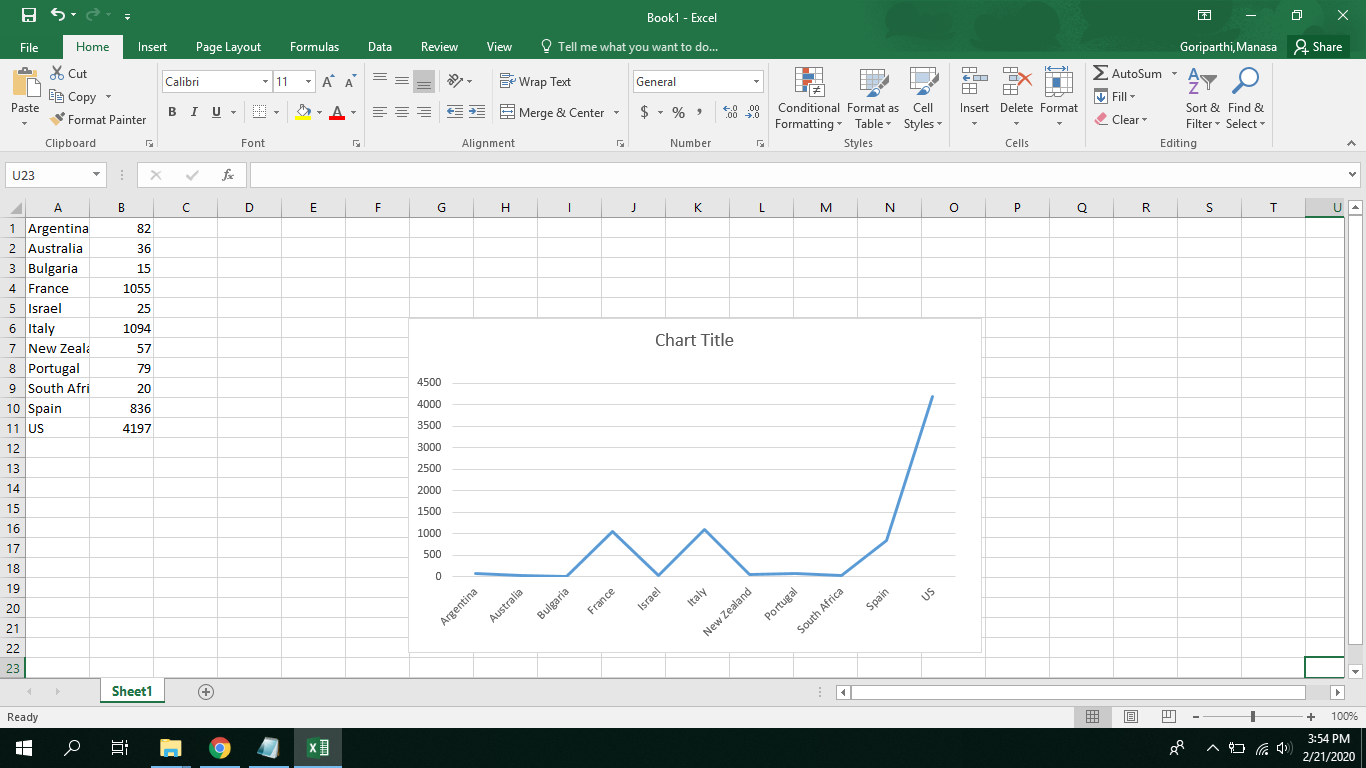 Book1 - Excel
File Home Insert Page Layout Formulas Data Review View Tell me what you want to do... Goriparthi,Manasa Share
Paste Cut Copy Format Painter Clipboard
Calibri 11 B I U A A A Font
Wrap Text Merge & Center Alignment
General $ % , .0 .00 .00 .0 Number
Conditional Formatting Format as Table Cell Styles Styles
Insert Delete Format Cells
AutoSum Fill Clear Sort & Filter Find & Select Editing
U23 fx
A B C D E F G H I J K L M N O P Q R S T U
1 Argentina 82
2 Australia 36
3 Bulgaria 15
4 France 1055
5 Israel 25
6 Italy 1094
7 New Zeala 57
8 Portugal 79
9 South Afri 20
10 Spain 836
11 US 4197
12
13
14
15
16
17
18
19
20
21
22
23
Chart Title
4500
4000
3500
3000
2500
2000
1500
1000
500
0
Argentina Australia Bulgaria France Israel Italy New Zealand Portugal South Africa Spain US
Sheet1
Ready 100%
3:54 PM
2/21/2020